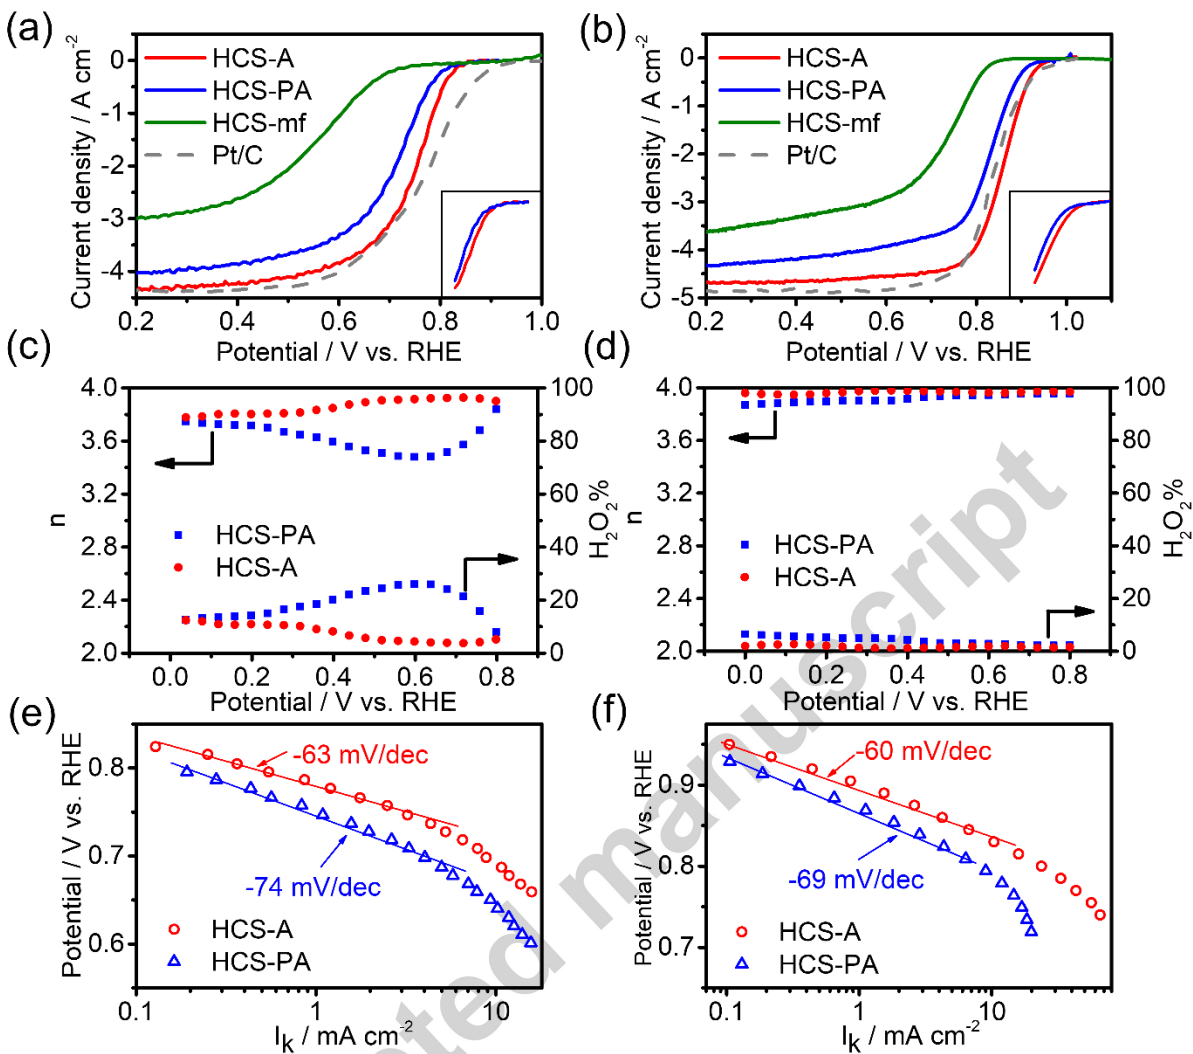 (a)
Current density / A cm-2
0
-1
-2
-3
-4
HCS-A
HCS-PA
HCS-mf
Pt/C
0.2
0.4
0.6
0.8
1.0
Potential / V vs. RHE
(b)
Current density / A cm-2
0
-1
-2
-3
-4
-5
HCS-A
HCS-PA
HCS-mf
Pt/C
0.2
0.4
0.6
0.8
1.0
Potential / V vs. RHE
(c)
n
4.0
3.6
3.2
2.8
2.4
2.0
HCS-PA
HCS-A
100
80
60
40
20
0
H2O2%
0.0
0.2
0.4
0.6
0.8
Potential / V vs. RHE
(d)
n
4.0
3.6
3.2
2.8
2.4
2.0
HCS-PA
HCS-A
100
80
60
40
20
0
H2O2%
0.0
0.2
0.4
0.6
0.8
Potential / V vs. RHE
(e)
Potential / V vs. RHE
0.8
0.7
0.6
-63 mV/dec
-74 mV/dec
HCS-A
HCS-PA
0.1
1
10
Ik / mA cm-2
(f)
Potential / V vs. RHE
0.9
0.8
0.7
-60 mV/dec
-69 mV/dec
HCS-A
HCS-PA
0.1
1
10
Ik / mA cm-2
manuscript